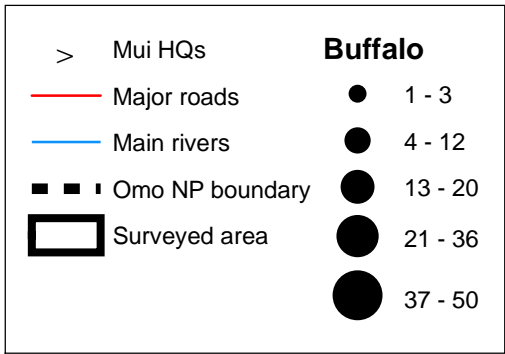 > Mui HQs
Major roads
Main rivers
Omo NP boundary
Surveyed area
Buffalo
1 - 3
4 - 12
13 - 20
21 - 36
37 - 50